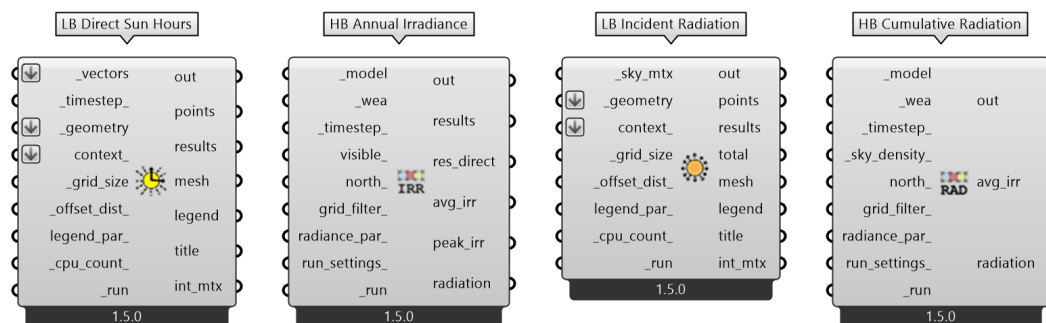 LB Direct Sun Hours
_vectors
_timestep_
_geometry
context_
_grid_size
_offset_dist_
legend_par_
_cpu_count_
_run
out
points
results
mesh
legend
title
int_mtx
1.5.0
HB Annual Irradiance
_model
_wea
_timestep_
visible_
north_
grid_filter_
radiance_par_
run_settings_
_run
IRR
out
results
res_direct
avg_irr
peak_irr
radiation
1.5.0
LB Incident Radiation
_sky_mtx
_geometry
context_
_grid_size
_offset_dist_
legend_par_
_cpu_count_
_run
out
points
results
total
mesh
legend
title
int_mtx
1.5.0
HB Cumulative Radiation
_model
_wea
_timestep_
_sky_density_
north_
grid_filter_
radiance_par_
run_settings_
_run
RAD
out
avg_irr
radiation
1.5.0